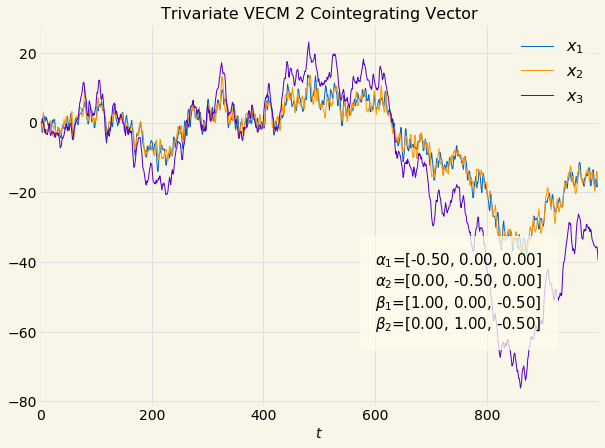 Trivariate VECM 2 Cointegrating Vector
x₁
x₂
x₃
20
0
−20
−40
−60
−80
α₁=[-0.50, 0.00, 0.00]
α₂=[0.00, -0.50, 0.00]
β₁=[1.00, 0.00, -0.50]
β₂=[0.00, 1.00, -0.50]
0 200 400 600 800
t